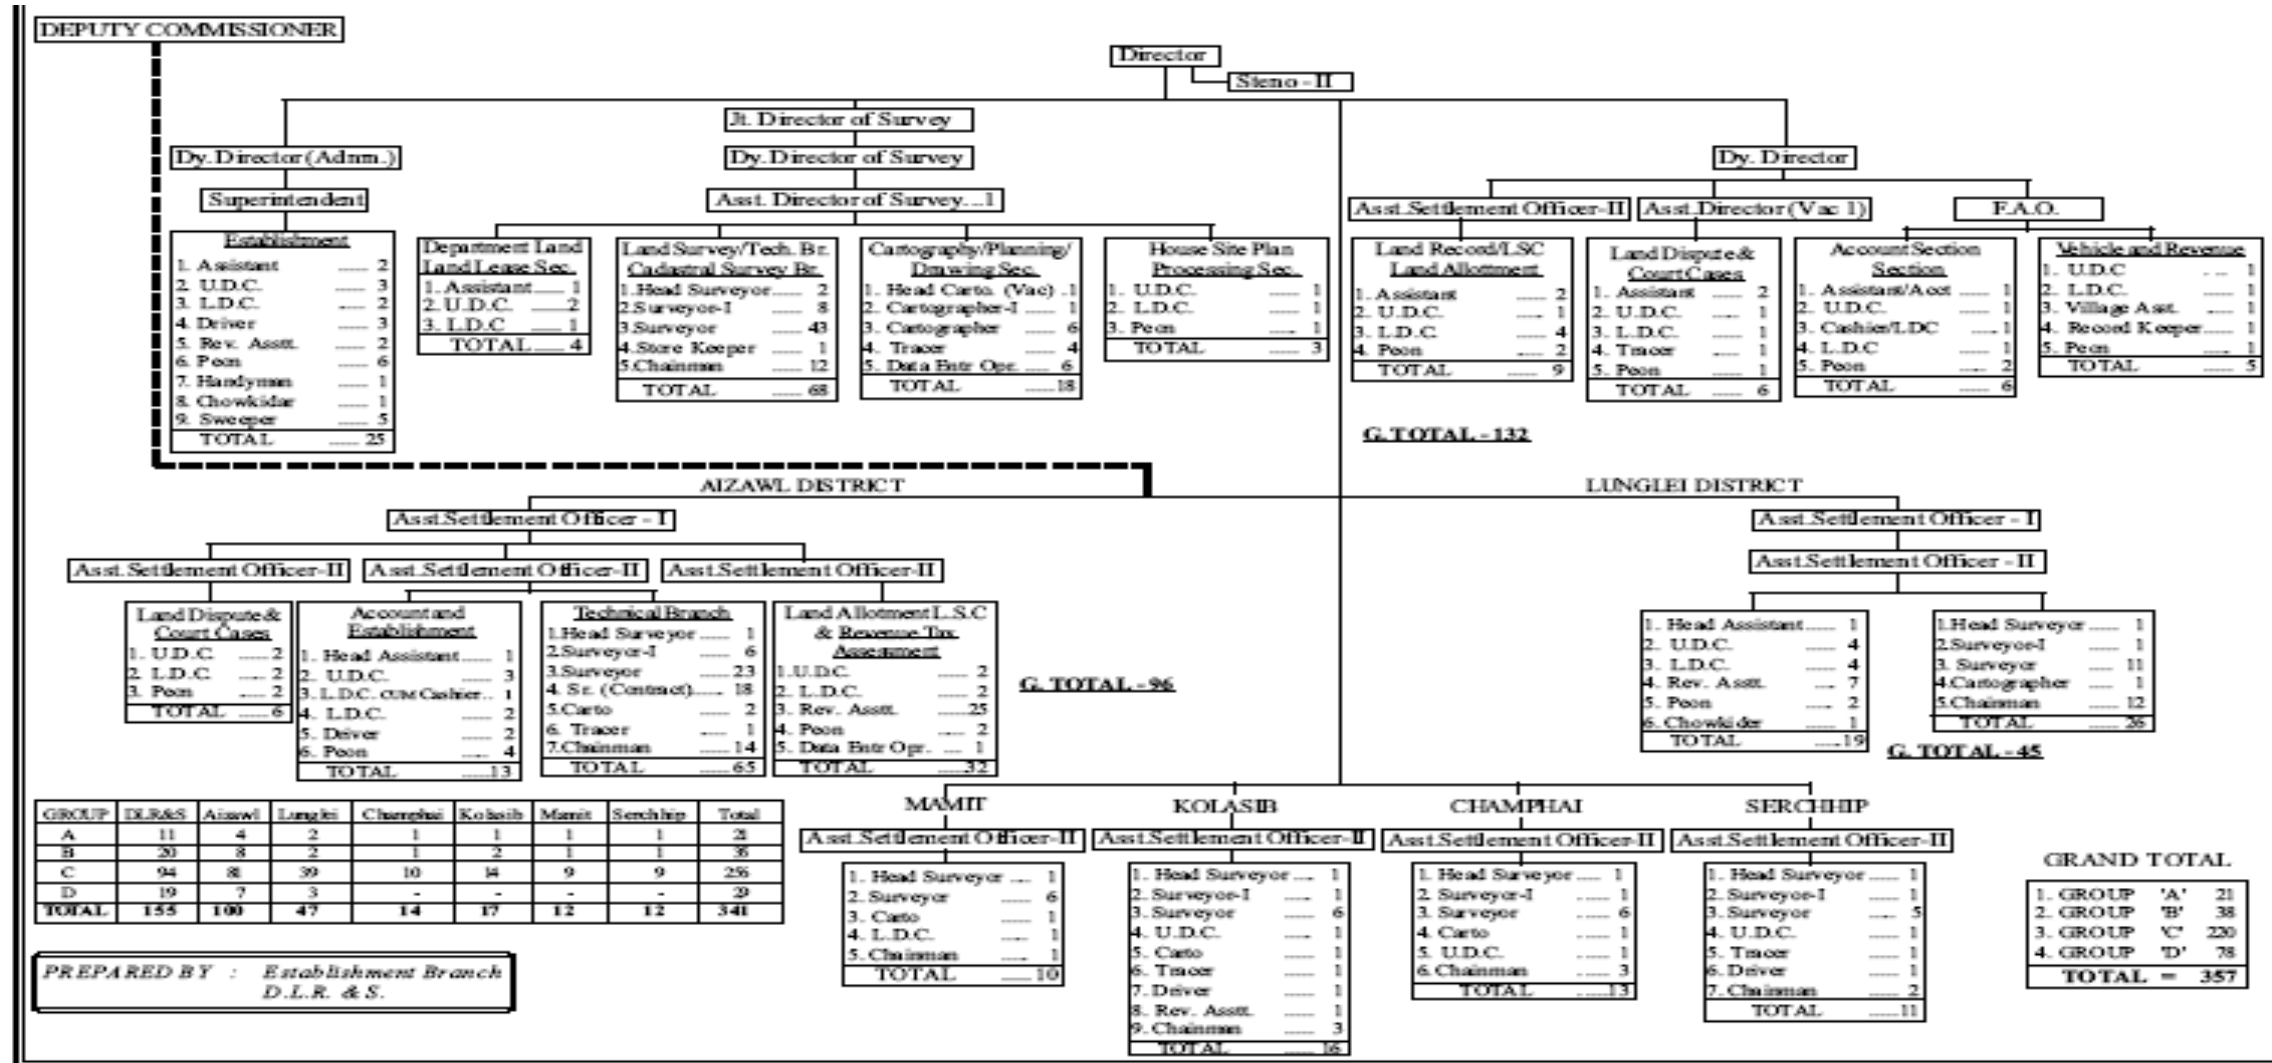 DEPUTY COMMISSIONER
Director
Steno - II
Jt. Director of Survey
Dy. Director (Adnm.)
Dy. Director of Survey
Dy. Director
Superintendent
Asst. Director of Survey...1
Asst.Settlement Officer-II
Asst.Director (Vac 1)
F.A.O.
Establishment
1. Assistant ...... 2
2. U.D.C. ...... 3
3. L.D.C. ...... 2
4. Driver ...... 3
5. Rev. Asstt. ...... 2
6. Peon ...... 6
7. Handyman ...... 1
8. Chowkidar ...... 1
9. Sweeper ...... 5
TOTAL ...... 25
Department Land
Land Lease Sec.
1. Assistant ...... 1
2. U.D.C. ...... 2
3. L.D.C ...... 1
TOTAL ...... 4
Land Survey/Tech. Br.
Cadastral Survey Br.
1.Head Surveyor ...... 2
2.Surveyor-I ...... 8
3.Surveyor ...... 43
4.Store Keeper ...... 1
5.Chainman ...... 12
TOTAL ...... 68
Cartography/Planning/
Drawing Sec.
1. Head Carto. (Vac) .1
2. Cartographer-I ...... 1
3. Cartographer ...... 6
4. Tracer ...... 4
5. Data Entr Opr. ...... 6
TOTAL ......18
House Site Plan
Processing Sec.
1. U.D.C. ...... 1
2. L.D.C. ...... 1
3. Peon ...... 1
TOTAL ...... 3
Land Record/LSC
Land Allottment
1. Assistant ...... 2
2. U.D.C. ...... 1
3. L.D.C ...... 4
4. Peon ...... 2
TOTAL ...... 9
Land Dispute &
Court Cases
1. Assistant ...... 2
2. U.D.C. ...... 1
3. L.D.C. ...... 1
4. Tracer ...... 1
5. Peon ...... 1
TOTAL ...... 6
Account Section
Section
1. Assistant/Acct ...... 1
2. U.D.C. ...... 1
3. Cashier/LDC ...... 1
4. L.D.C ...... 1
5. Peon ...... 2
TOTAL ...... 6
Vehicle and Revenue
1. U.D.C .... 1
2. L.D.C. ...... 1
3. Village Asst. ...... 1
4. Record Keeper...... 1
5. Peon ...... 1
TOTAL ...... 5
G. TOTAL - 132
AIZAWL DISTRICT
LUNGLEI DISTRICT
Asst.Settlement Officer - I
Asst.Settlement Officer - I
Asst.Settlement Officer-II
Asst.Settlement Officer-II
Asst.Settlement Officer-II
Asst.Settlement Officer - II
Land Dispute &
Court Cases
1. U.D.C. ...... 2
2. L.D.C. ...... 2
3. Peon ...... 2
TOTAL ...... 6
Account and
Establishment
1. Head Assistant ...... 1
2. U.D.C. ...... 3
3. L.D.C. CUM Cashier.. 1
4. L.D.C. ...... 2
5. Driver ...... 2
6. Peon ...... 4
TOTAL ......13
Technical Branch
1.Head Surveyor ...... 1
2.Surveyor-I ...... 6
3.Surveyor ...... 23
4. Sr. (Contract)...... 18
5.Carto ...... 2
6. Tracer ...... 1
7.Chainman ...... 14
TOTAL ...... 65
Land Allotment L.S.C
& Revenue Tax
Assessment
1.U.D.C. ...... 2
2. L.D.C. ...... 2
3. Rev. Asstt. ......25
4. Peon ...... 2
5. Data Entr Opr. .... 1
TOTAL ......32
G. TOTAL - 96
1. Head Assistant ...... 1
2. U.D.C. ...... 4
3. L.D.C. ...... 4
4. Rev. Asstt. ...... 7
5. Peon ...... 2
6. Chowkider ...... 1
TOTAL ......19
1.Head Surveyor ...... 1
2.Surveyor-I ...... 1
3. Surveyor ...... 11
4.Cartographer ...... 1
5.Chainman ...... 12
TOTAL ...... 26
G. TOTAL - 45
GROUP DLR&S Aizawl Lunglei Champhai Kolasib Mamit Serchhip Total
A 11 4 2 1 1 1 1 21
B 20 8 2 1 2 1 1 35
C 94 81 39 10 14 9 9 256
D 19 7 3 - - - - 29
TOTAL 155 100 47 14 17 12 12 341
PREPARED BY : Establishment Branch
D.L.R. & S.
MAMIT
Asst.Settlement Officer-II
1. Head Surveyor .... 1
2. Surveyor ...... 6
3. Carto ...... 1
4. L.D.C. ...... 1
5. Chainman ...... 1
TOTAL ......10
KOLASIB
Asst.Settlement Officer-II
1. Head Surveyor .... 1
2.Surveyor-I ...... 1
3.Surveyor ...... 6
4. U.D.C. ...... 1
5. Carto ...... 1
6. Tracer ...... 1
7.Driver ...... 1
8. Rev. Asstt. ...... 1
9. Chainman ...... 3
TOTAL ...... 16
CHAMPHAI
Asst.Settlement Officer-II
1. Head Surveyor ...... 1
2. Surveyor-I ...... 1
3. Surveyor ...... 6
4. Carto ...... 1
5. U.D.C. ...... 1
6.Chainman ...... 3
TOTAL ......13
SERCHHIP
Asst.Settlement Officer-II
1. Head Surveyor ...... 1
2.Surveyor-I ...... 1
3.Surveyor ...... 5
4. U.D.C. ...... 1
5. Tracer ...... 1
6. Driver ...... 1
7. Chainman ...... 2
TOTAL ......11
GRAND TOTAL
1. GROUP 'A' 21
2. GROUP 'B' 38
3. GROUP 'C' 220
4. GROUP 'D' 78
TOTAL = 357